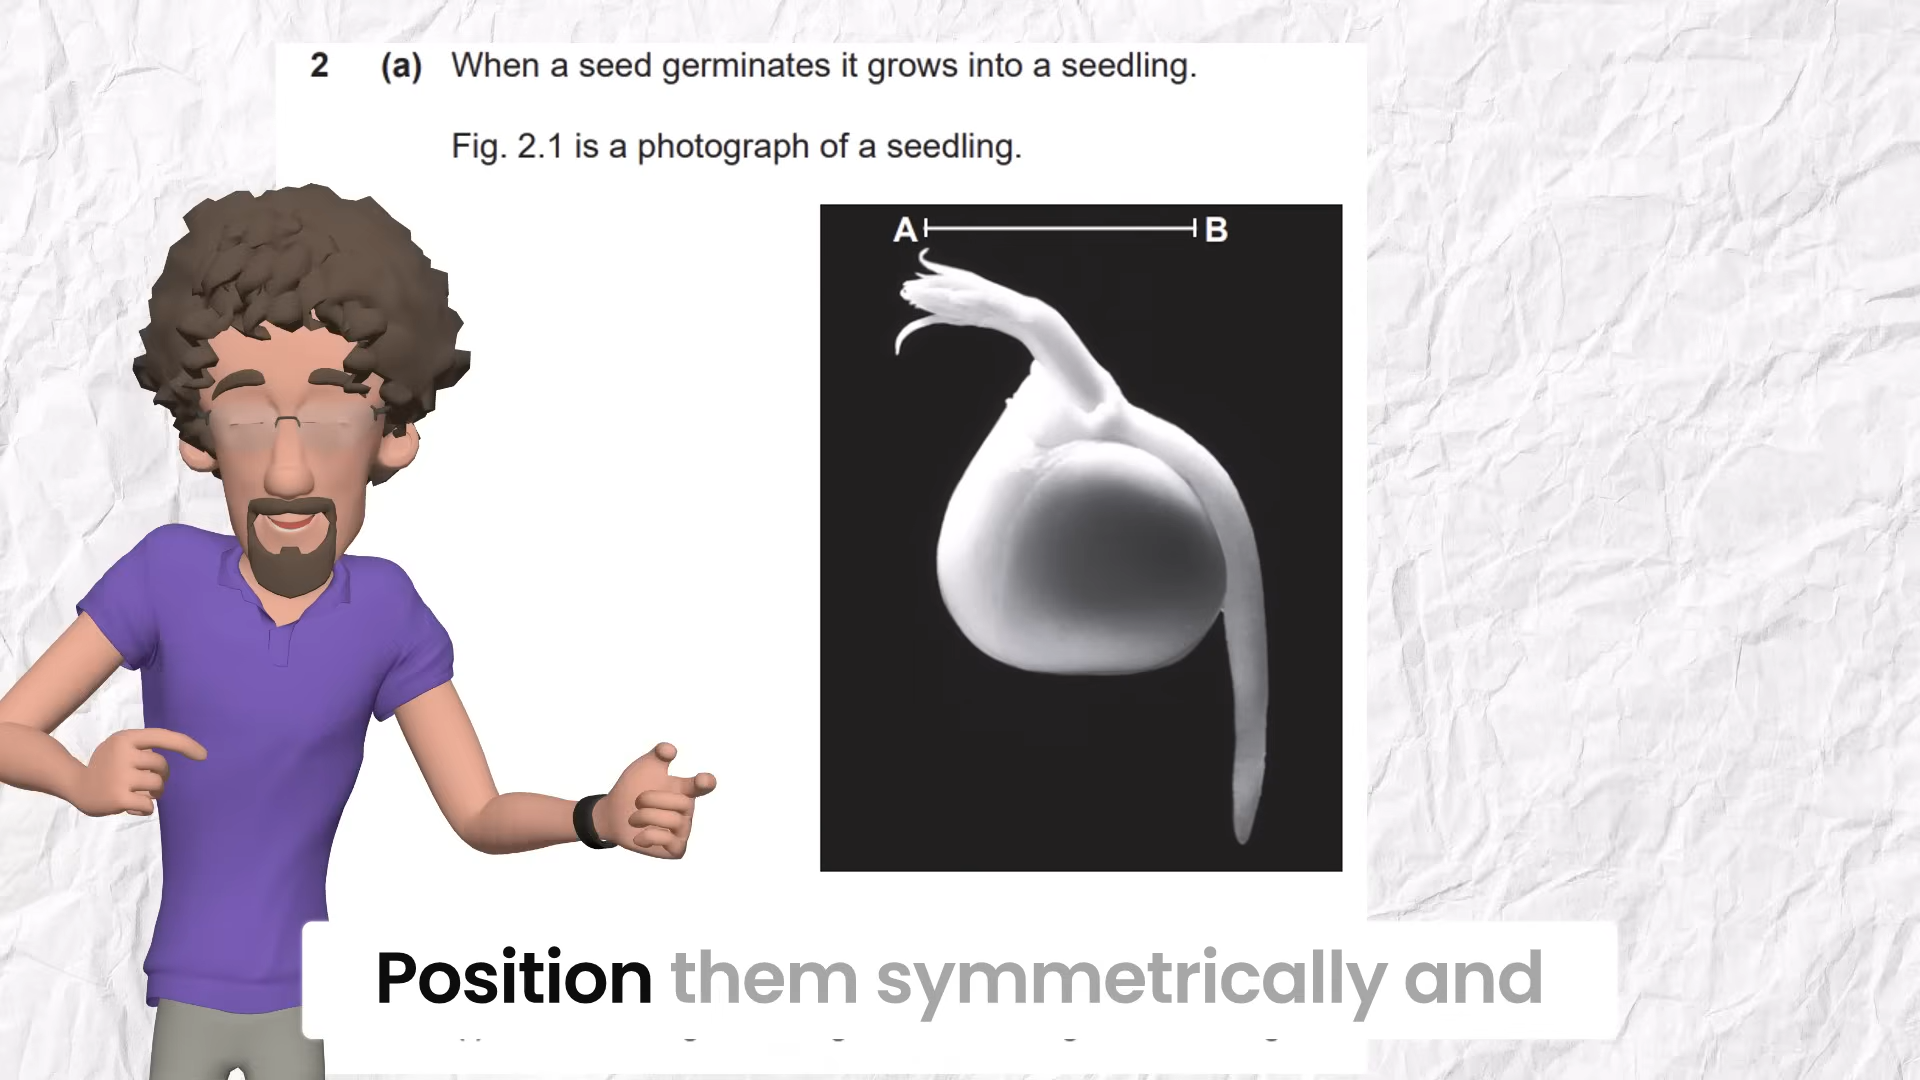 2 (a) When a seed germinates it grows into a seedling.
Fig. 2.1 is a photograph of a seedling.
A B
Position them symmetrically and